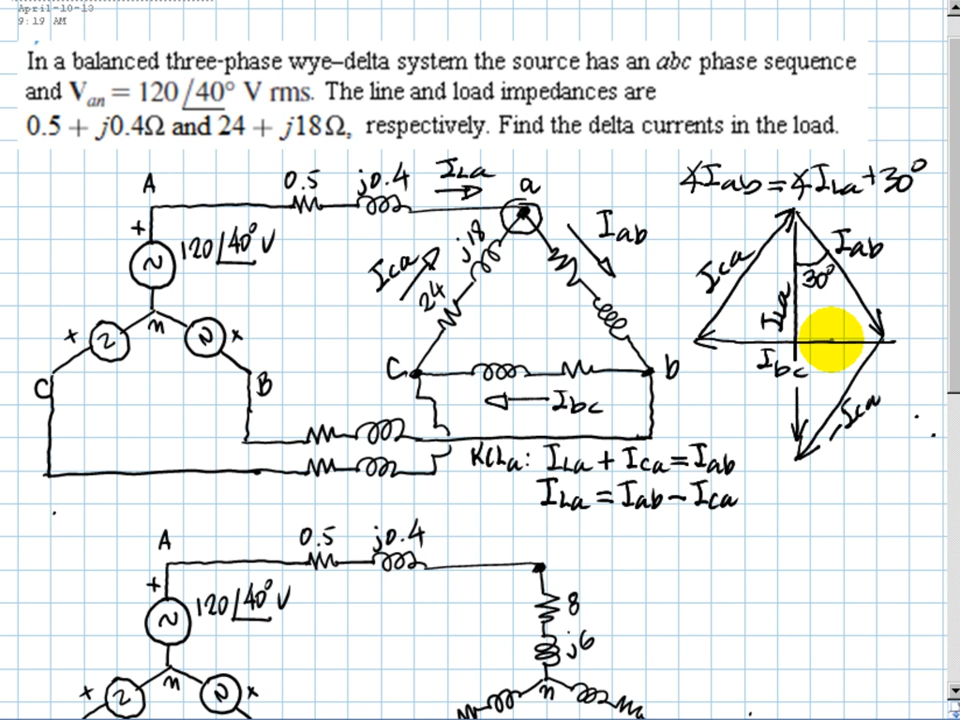 April-10-13
9:19 AM
In a balanced three-phase wye–delta system the source has an abc phase sequence
and Van = 120 /40° V rms. The line and load impedances are
0.5 + j0.4Ω and 24 + j18Ω, respectively. Find the delta currents in the load.
A 0.5 j0.4 ILa a
∡Iab = ∡ILa + 30°
+ 120/40° V
Ica 24 j18 Iab
Ica ILa 30° Iab
n
+ +
C B
C b
Ibc
Ibc
-Ica
KCLa: ILa + Ica = Iab
ILa = Iab - Ica
A 0.5 j0.4
+ 120/40° V
8
j6
n n
+ +